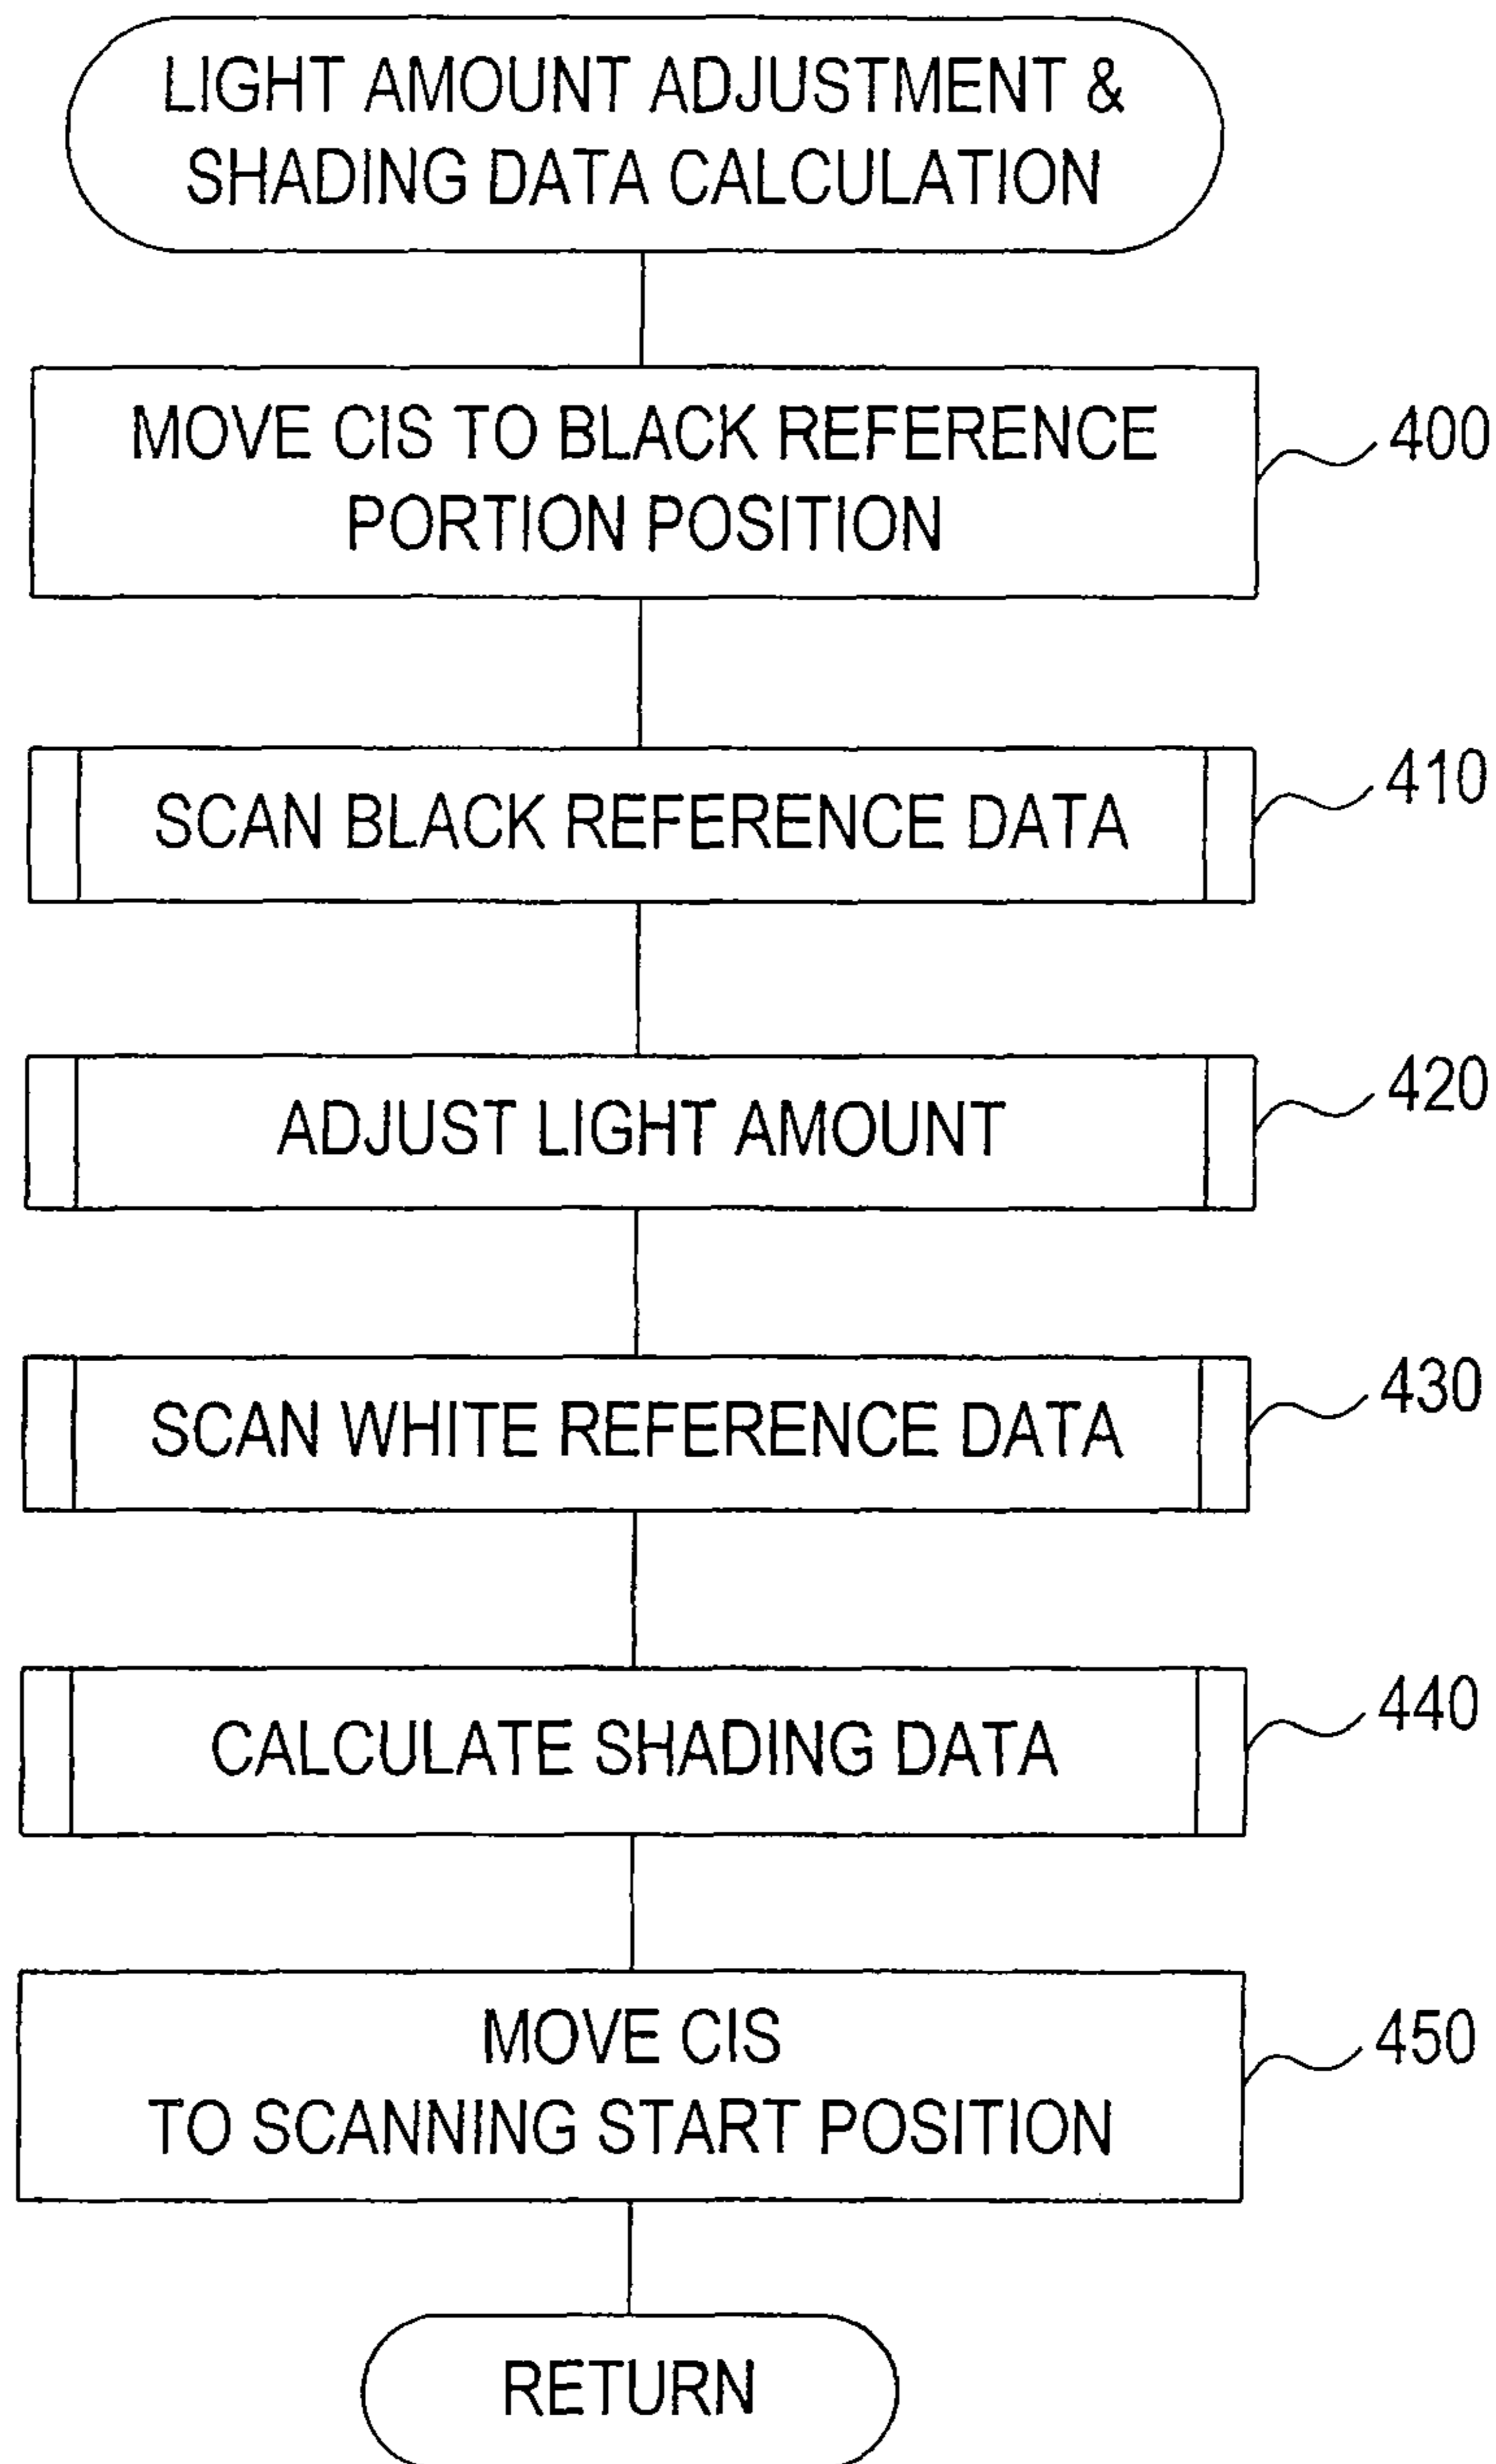 LIGHT AMOUNT ADJUSTMENT &
SHADING DATA CALCULATION
MOVE CIS TO BLACK REFERENCE
PORTION POSITION
400
SCAN BLACK REFERENCE DATA
410
ADJUST LIGHT AMOUNT
420
SCAN WHITE REFERENCE DATA
430
CALCULATE SHADING DATA
440
MOVE CIS
TO SCANNING START POSITION
450
RETURN